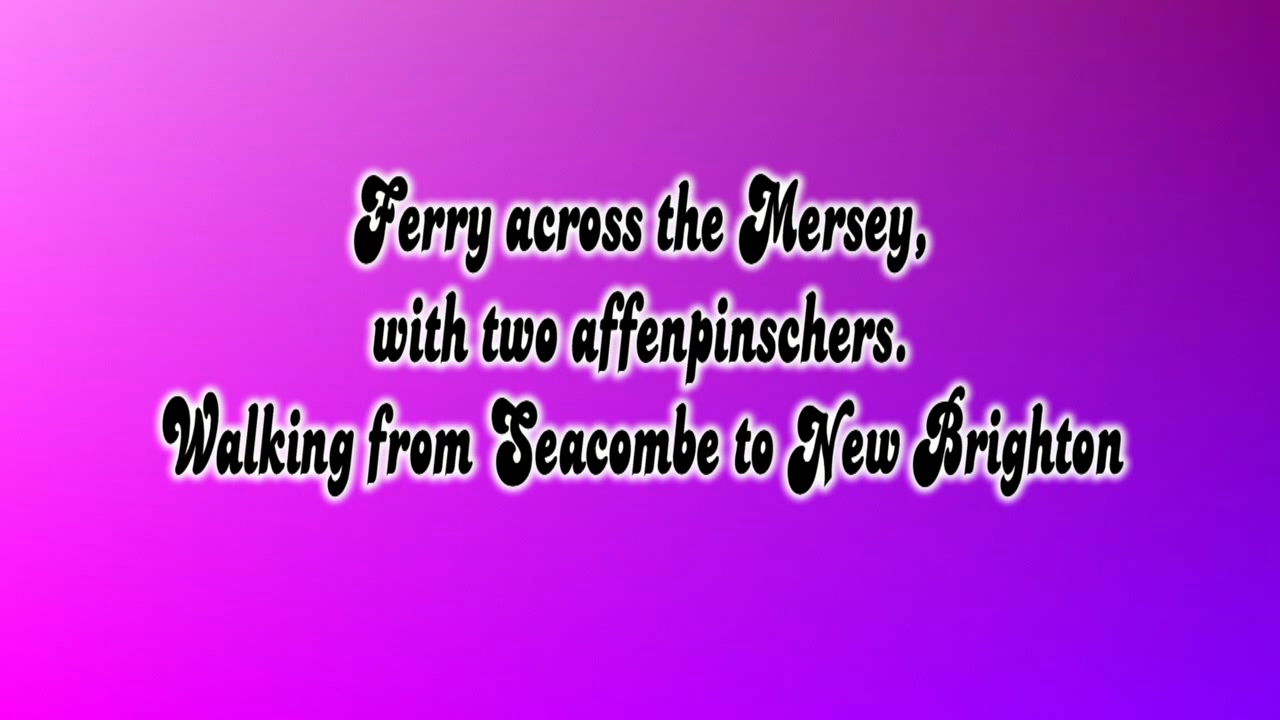 Ferry across the Mersey,
with two affenpinschers.
Walking from Seacombe to New Brighton